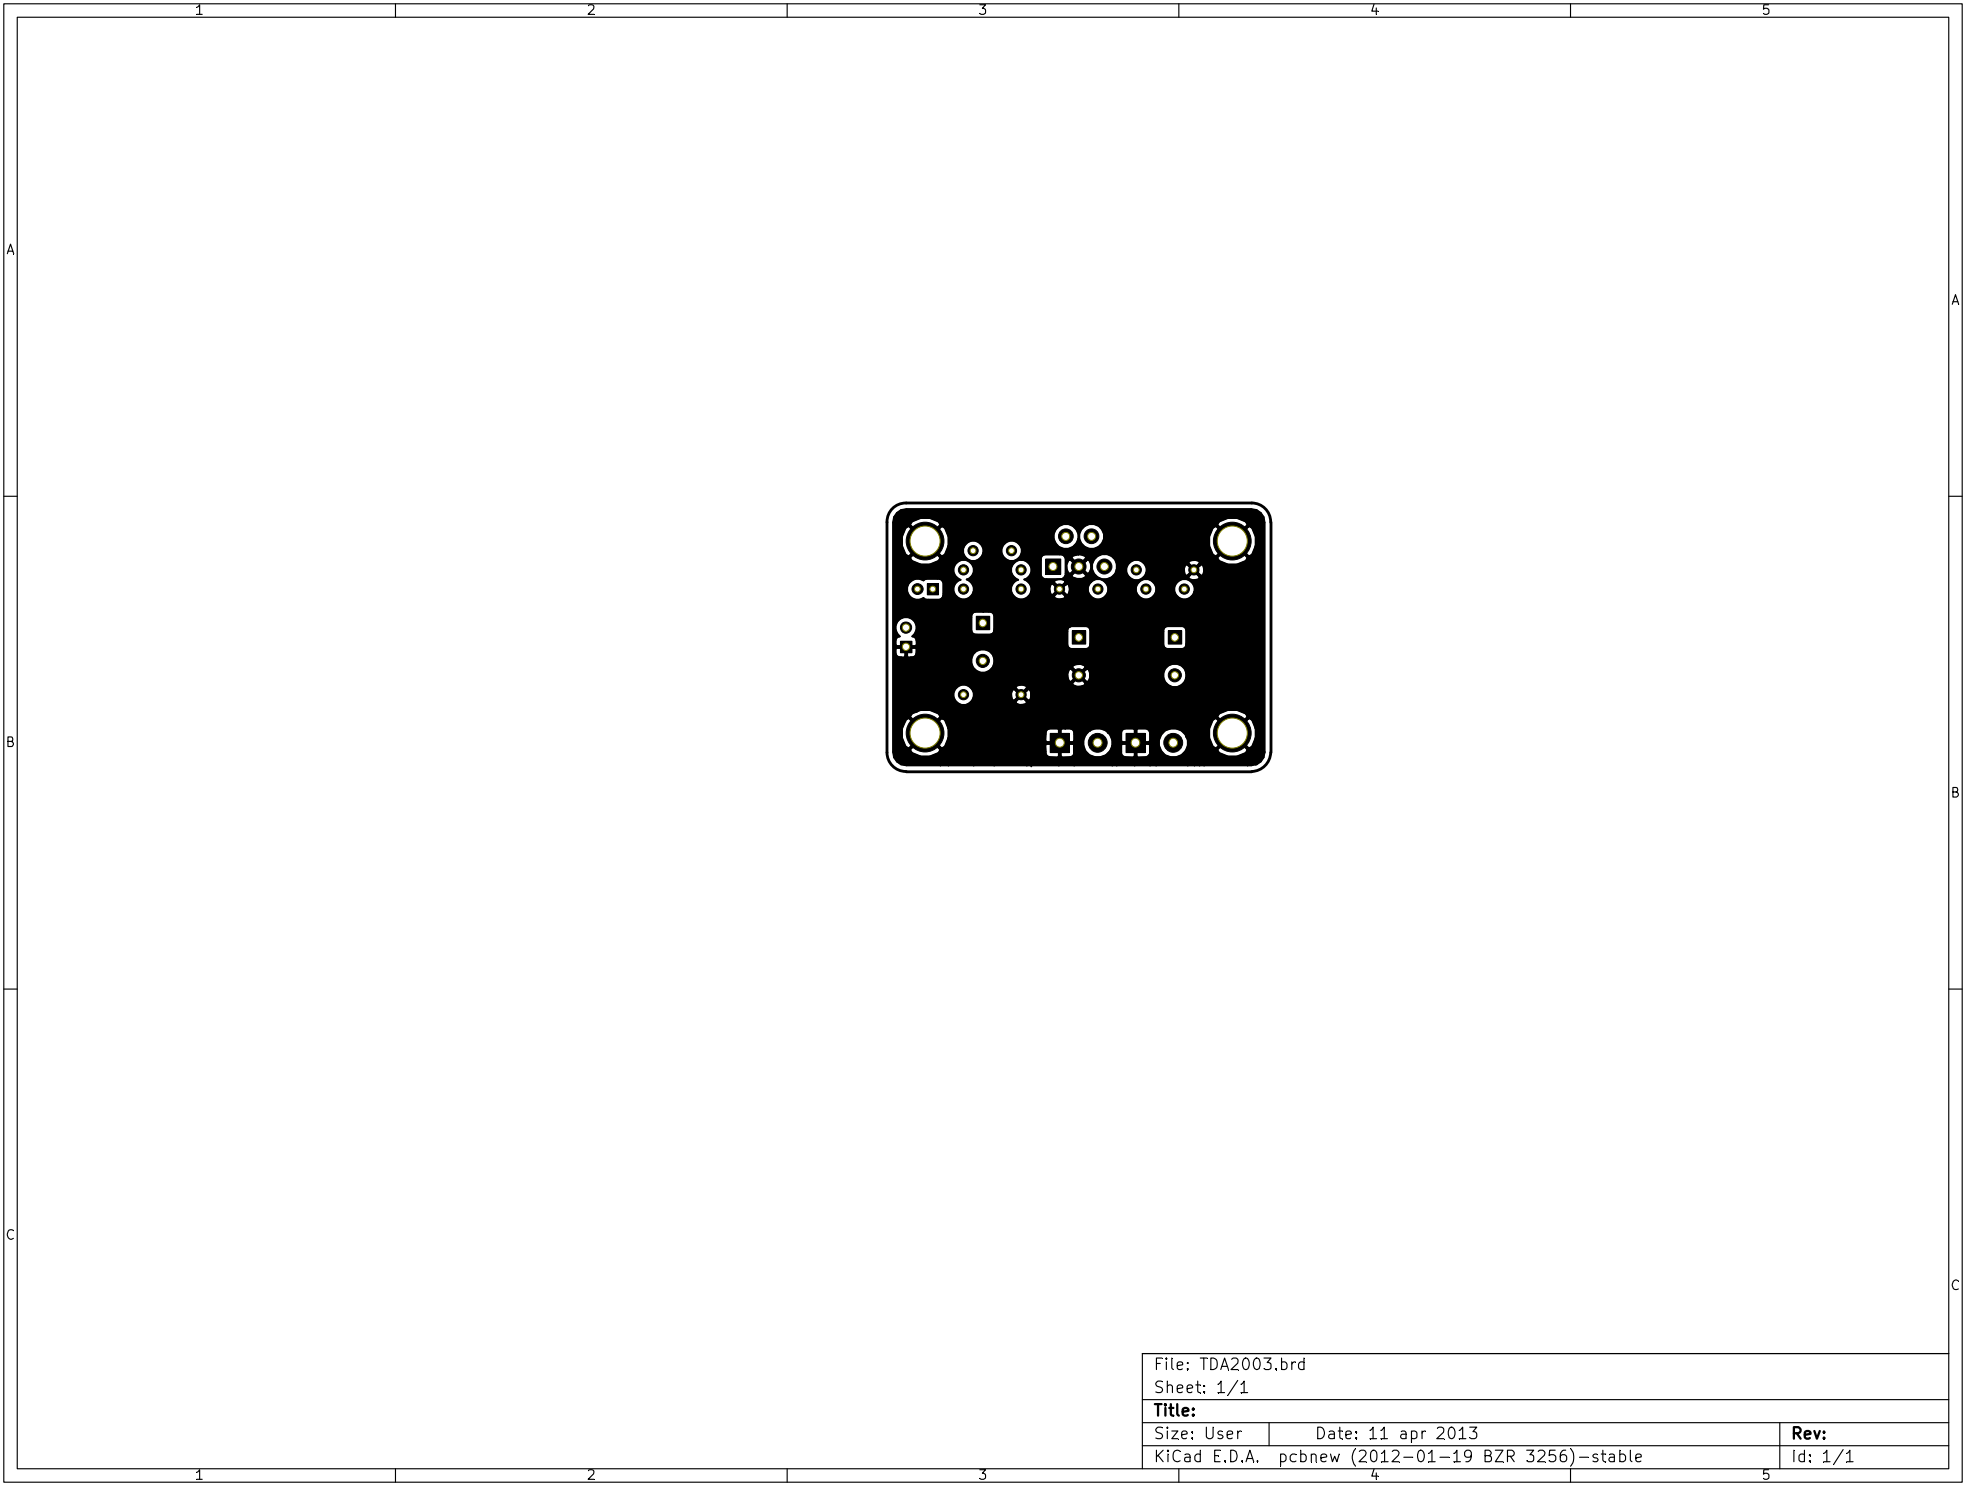 1 2 3 4 5
A A
B B
C C
File: TDA2003.brd
Sheet: 1/1
Title:
Size: User Date: 11 apr 2013 Rev:
KiCad E.D.A. pcbnew (2012-01-19 BZR 3256)-stable Id: 1/1
1 2 3 4 5